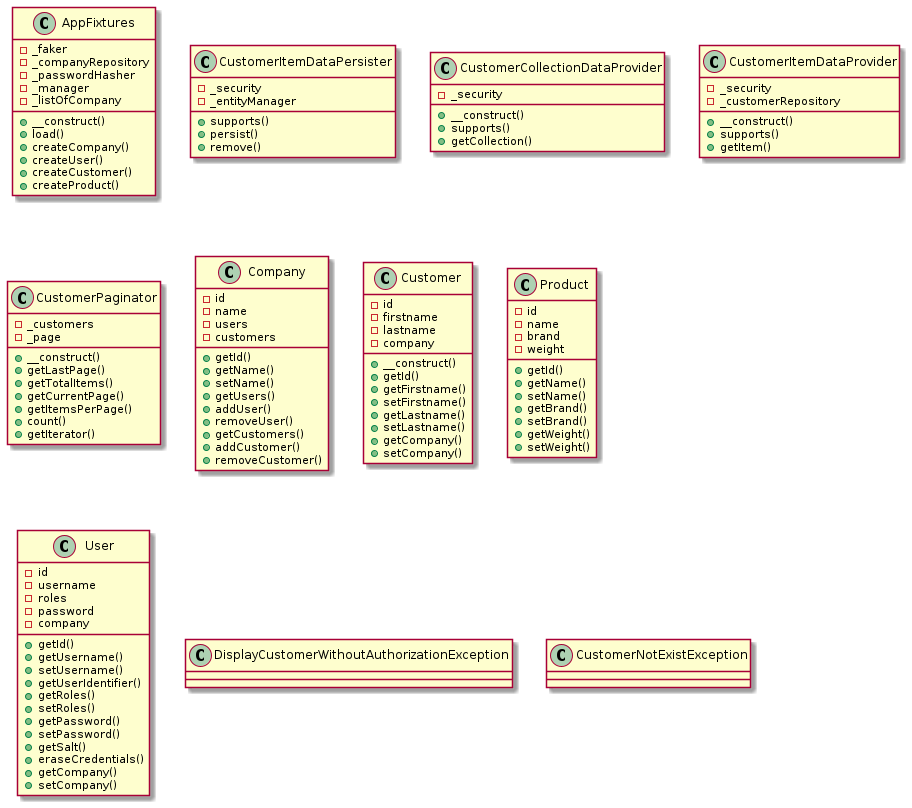 C AppFixtures
_faker
_companyRepository
_passwordHasher
_manager
_listOfCompany
__construct()
load()
createCompany()
createUser()
createCustomer()
createProduct()
C CustomerItemDataPersister
_security
_entityManager
supports()
persist()
remove()
C CustomerCollectionDataProvider
_security
__construct()
supports()
getCollection()
C CustomerItemDataProvider
_security
_customerRepository
__construct()
supports()
getItem()
C CustomerPaginator
_customers
_page
__construct()
getLastPage()
getTotalItems()
getCurrentPage()
getItemsPerPage()
count()
getIterator()
C Company
id
name
users
customers
getId()
getName()
setName()
getUsers()
addUser()
removeUser()
getCustomers()
addCustomer()
removeCustomer()
C Customer
id
firstname
lastname
company
__construct()
getId()
getFirstname()
setFirstname()
getLastname()
setLastname()
getCompany()
setCompany()
C Product
id
name
brand
weight
getId()
getName()
setName()
getBrand()
setBrand()
getWeight()
setWeight()
C User
id
username
roles
password
company
getId()
getUsername()
setUsername()
getUserIdentifier()
getRoles()
setRoles()
getPassword()
setPassword()
getSalt()
eraseCredentials()
getCompany()
setCompany()
C DisplayCustomerWithoutAuthorizationException
C CustomerNotExistException